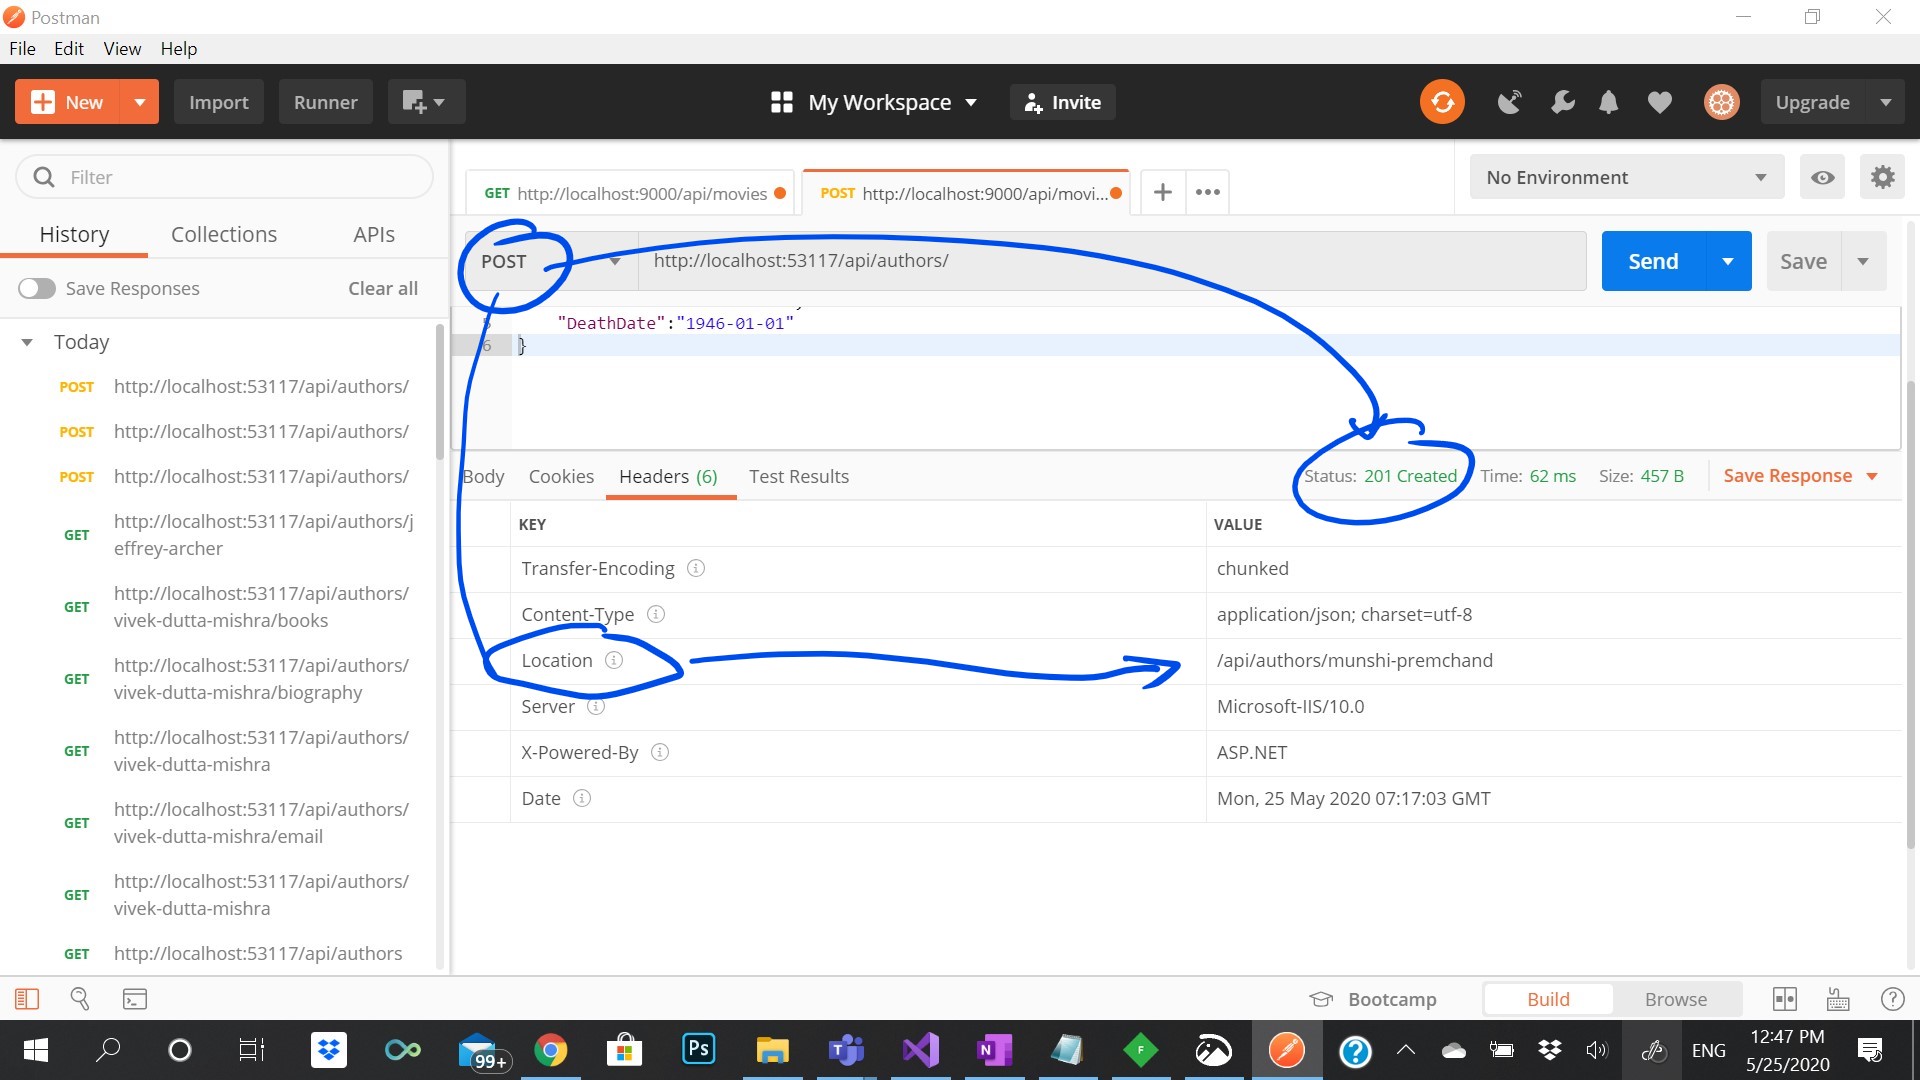 Postman
File Edit View Help
New Import Runner My Workspace Invite Upgrade
Filter
History Collections APIs
Save Responses Clear all
Today
POST http://localhost:53117/api/authors/
POST http://localhost:53117/api/authors/
POST http://localhost:53117/api/authors/
GET http://localhost:53117/api/authors/j
effrey-archer
GET http://localhost:53117/api/authors/
vivek-dutta-mishra/books
GET http://localhost:53117/api/authors/
vivek-dutta-mishra/biography
GET http://localhost:53117/api/authors/
vivek-dutta-mishra
GET http://localhost:53117/api/authors/
vivek-dutta-mishra/email
GET http://localhost:53117/api/authors/
vivek-dutta-mishra
GET http://localhost:53117/api/authors
GET http://localhost:9000/api/movies POST http://localhost:9000/api/movi... + •••
No Environment
POST http://localhost:53117/api/authors/ Send Save
5 "DeathDate":"1946-01-01"
6 }
Body Cookies Headers (6) Test Results Status: 201 Created Time: 62 ms Size: 457 B Save Response
KEY VALUE
Transfer-Encoding chunked
Content-Type application/json; charset=utf-8
Location /api/authors/munshi-premchand
Server Microsoft-IIS/10.0
X-Powered-By ASP.NET
Date Mon, 25 May 2020 07:17:03 GMT
Bootcamp Build Browse
99+ Ps N F ENG 12:47 PM
5/25/2020